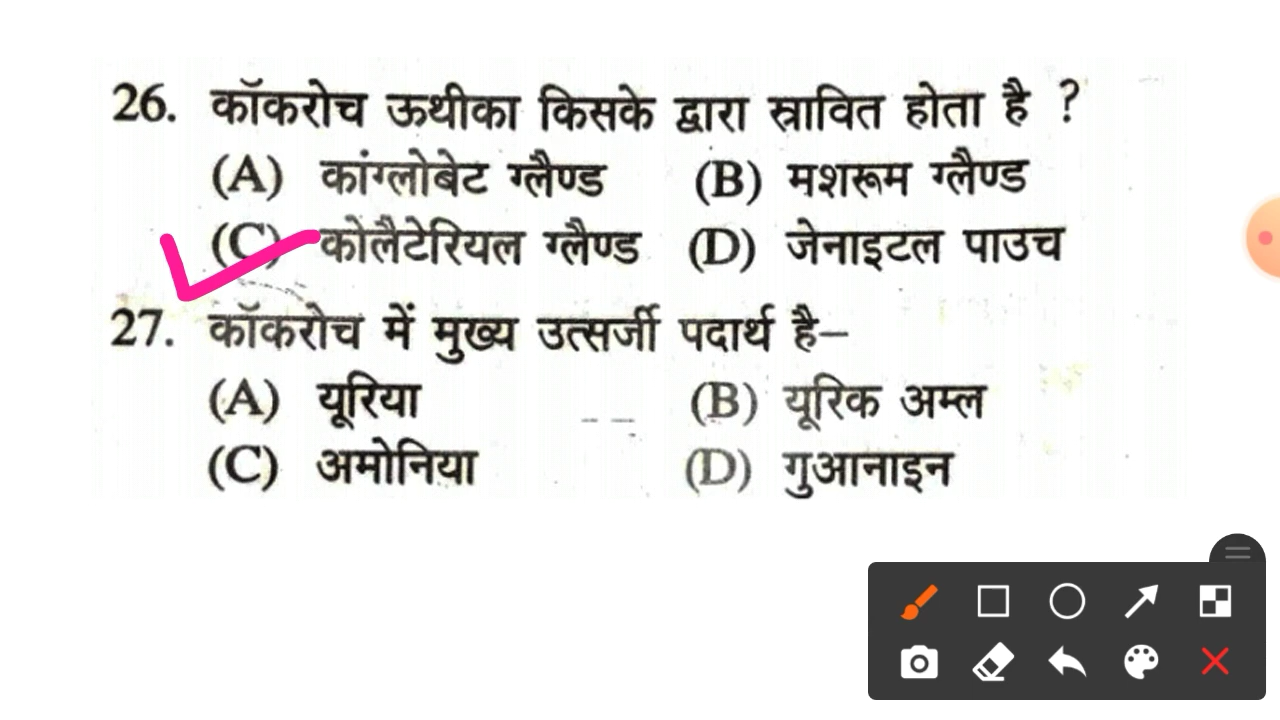 26. कॉकरोच ऊथीका किसके द्वारा स्रावित होता है ?
(A) कांग्लोबेट ग्लैण्ड (B) मशरूम ग्लैण्ड
(C) कोलैटेरियल ग्लैण्ड (D) जेनाइटल पाउच
27. कॉकरोच में मुख्य उत्सर्जी पदार्थ है–
(A) यूरिया (B) यूरिक अम्ल
(C) अमोनिया (D) गुआनाइन